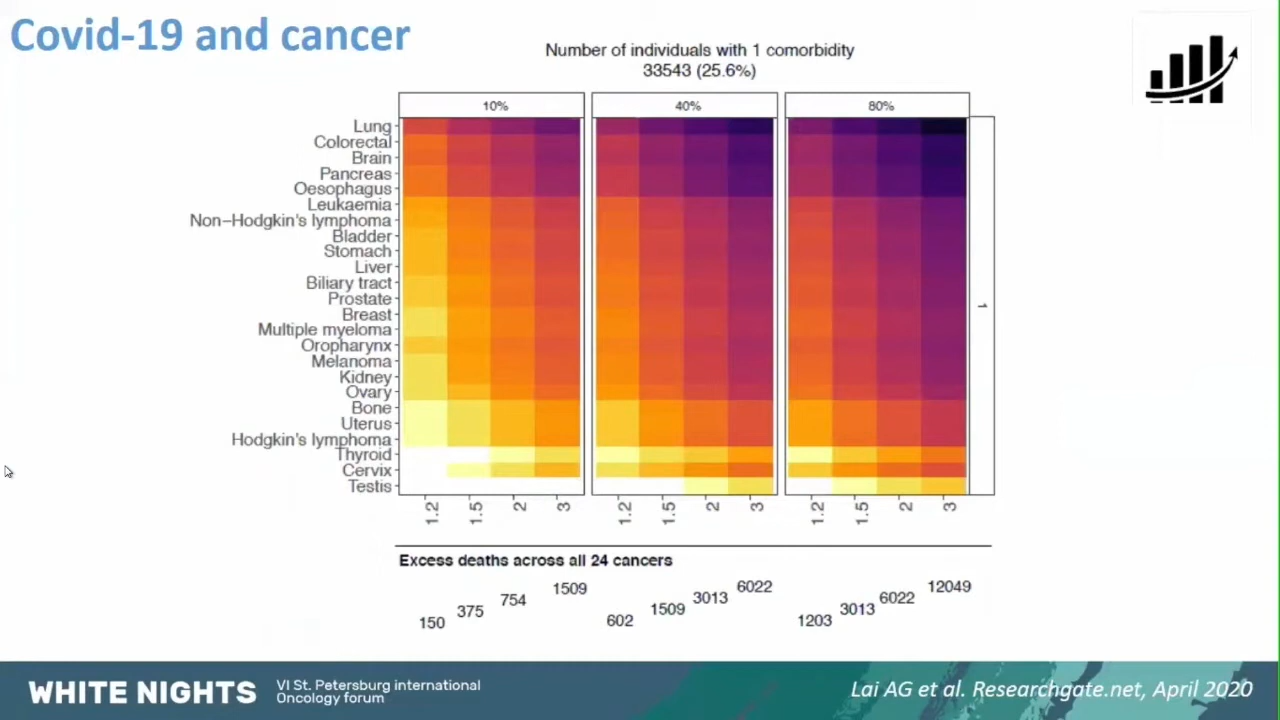 Covid-19 and cancer
Number of individuals with 1 comorbidity
33543 (25.6%)
10% 40% 80%
Lung
Colorectal
Brain
Pancreas
Oesophagus
Leukaemia
Non-Hodgkin's lymphoma
Bladder
Stomach
Liver
Biliary tract
Prostate
Breast
Multiple myeloma
Oropharynx
Melanoma
Kidney
Ovary
Bone
Uterus
Hodgkin's lymphoma
Thyroid
Cervix
Testis
1
1.2 1.5 2 3 1.2 1.5 2 3 1.2 1.5 2 3
Excess deaths across all 24 cancers
150 375 754 1509 602 1509 3013 6022 1203 3013 6022 12049
WHITE NIGHTS
VI St. Petersburg international
Oncology forum
Lai AG et al. Researchgate.net, April 2020